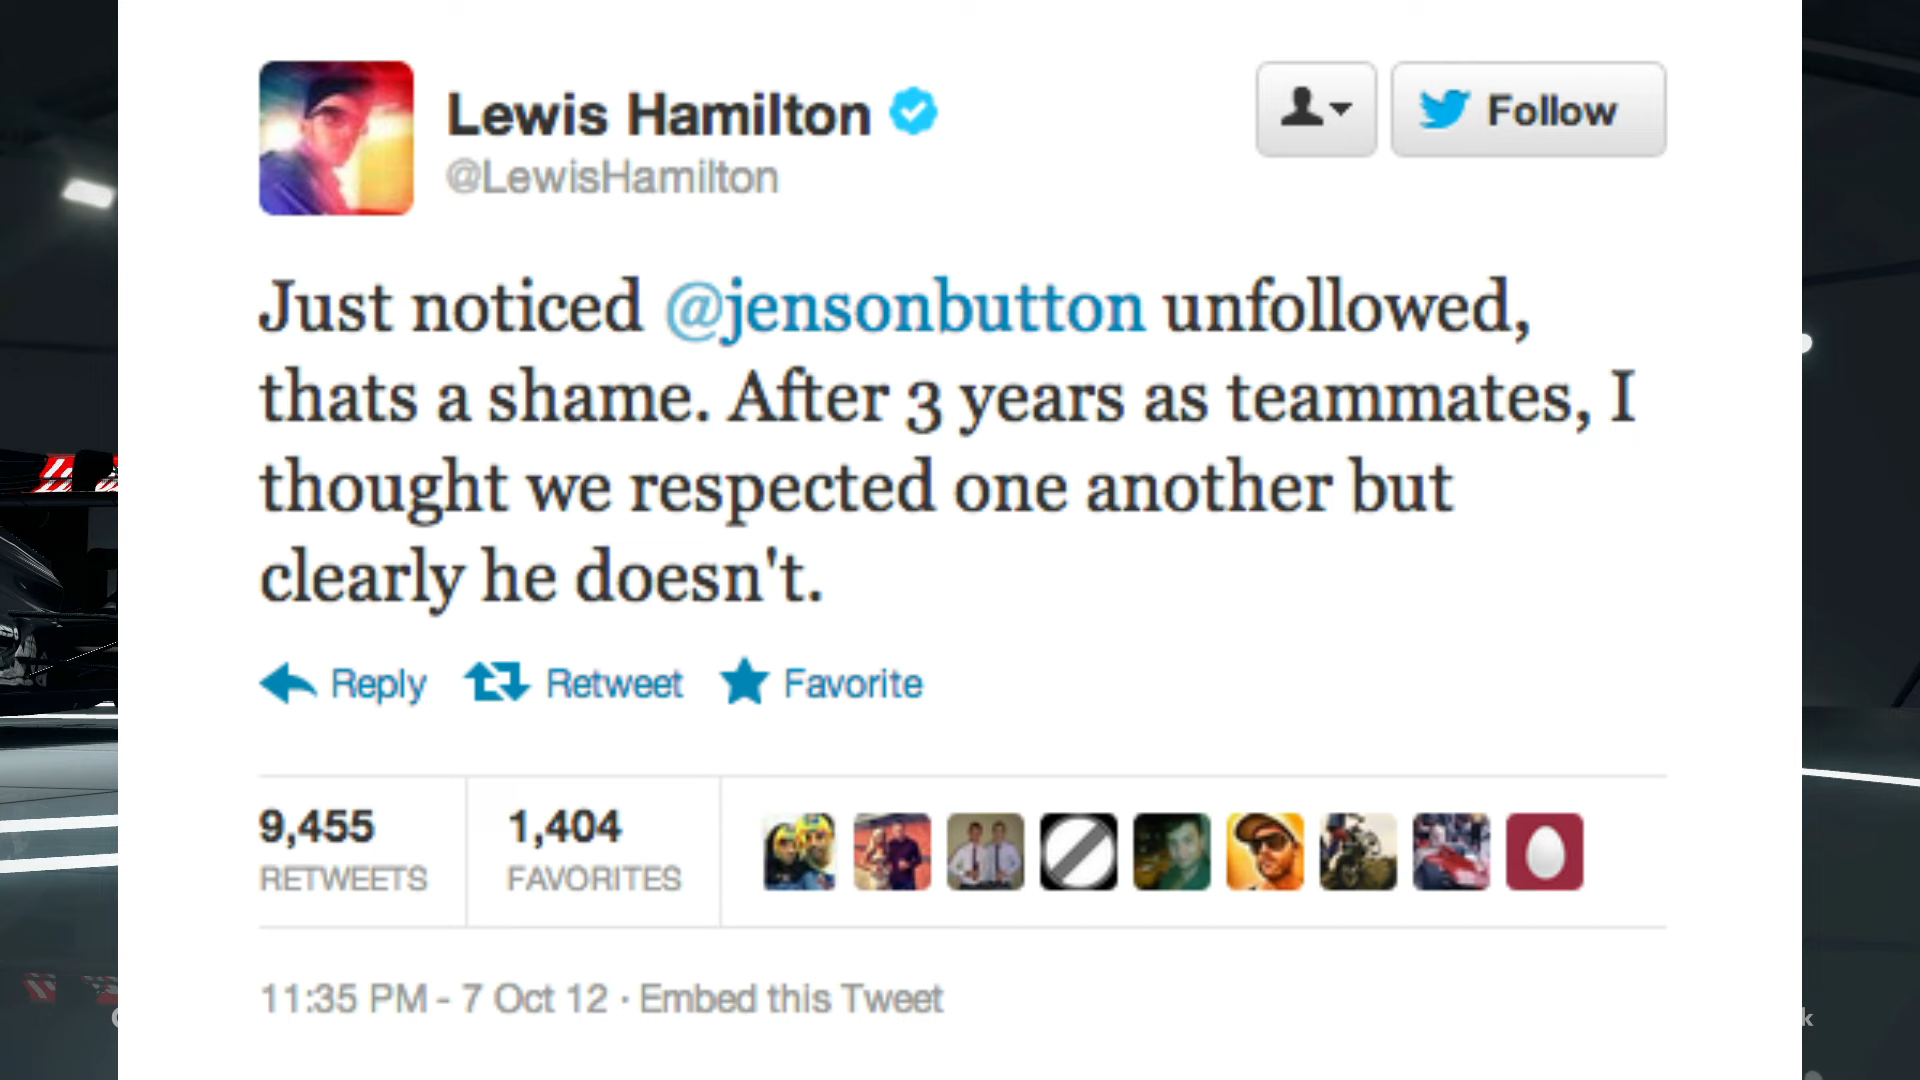 Lewis Hamilton
@LewisHamilton
Follow
Just noticed @jensonbutton unfollowed,
thats a shame. After 3 years as teammates, I
thought we respected one another but
clearly he doesn't.
Reply Retweet Favorite
9,455 1,404
RETWEETS FAVORITES
11:35 PM - 7 Oct 12 · Embed this Tweet